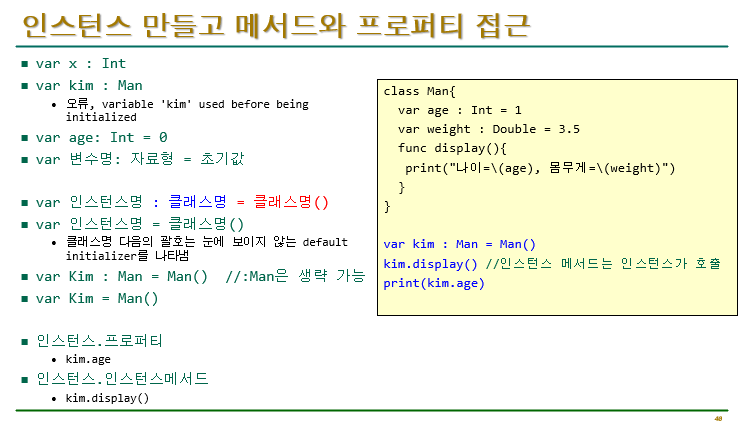 인스턴스 만들고 메서드와 프로퍼티 접근
var x : Int
var kim : Man
오류, variable 'kim' used before being
initialized
var age: Int = 0
var 변수명: 자료형 = 초기값
var 인스턴스명 : 클래스명 = 클래스명()
var 인스턴스명 = 클래스명()
클래스명 다음의 괄호는 눈에 보이지 않는 default
initializer를 나타냄
var Kim : Man = Man() //:Man은 생략 가능
var Kim = Man()
인스턴스.프로퍼티
kim.age
인스턴스.인스턴스메서드
kim.display()
class Man{
var age : Int = 1
var weight : Double = 3.5
func display(){
print("나이=\(age), 몸무게=\(weight)")
}
}
var kim : Man = Man()
kim.display() //인스턴스 메서드는 인스턴스가 호출
print(kim.age)
48